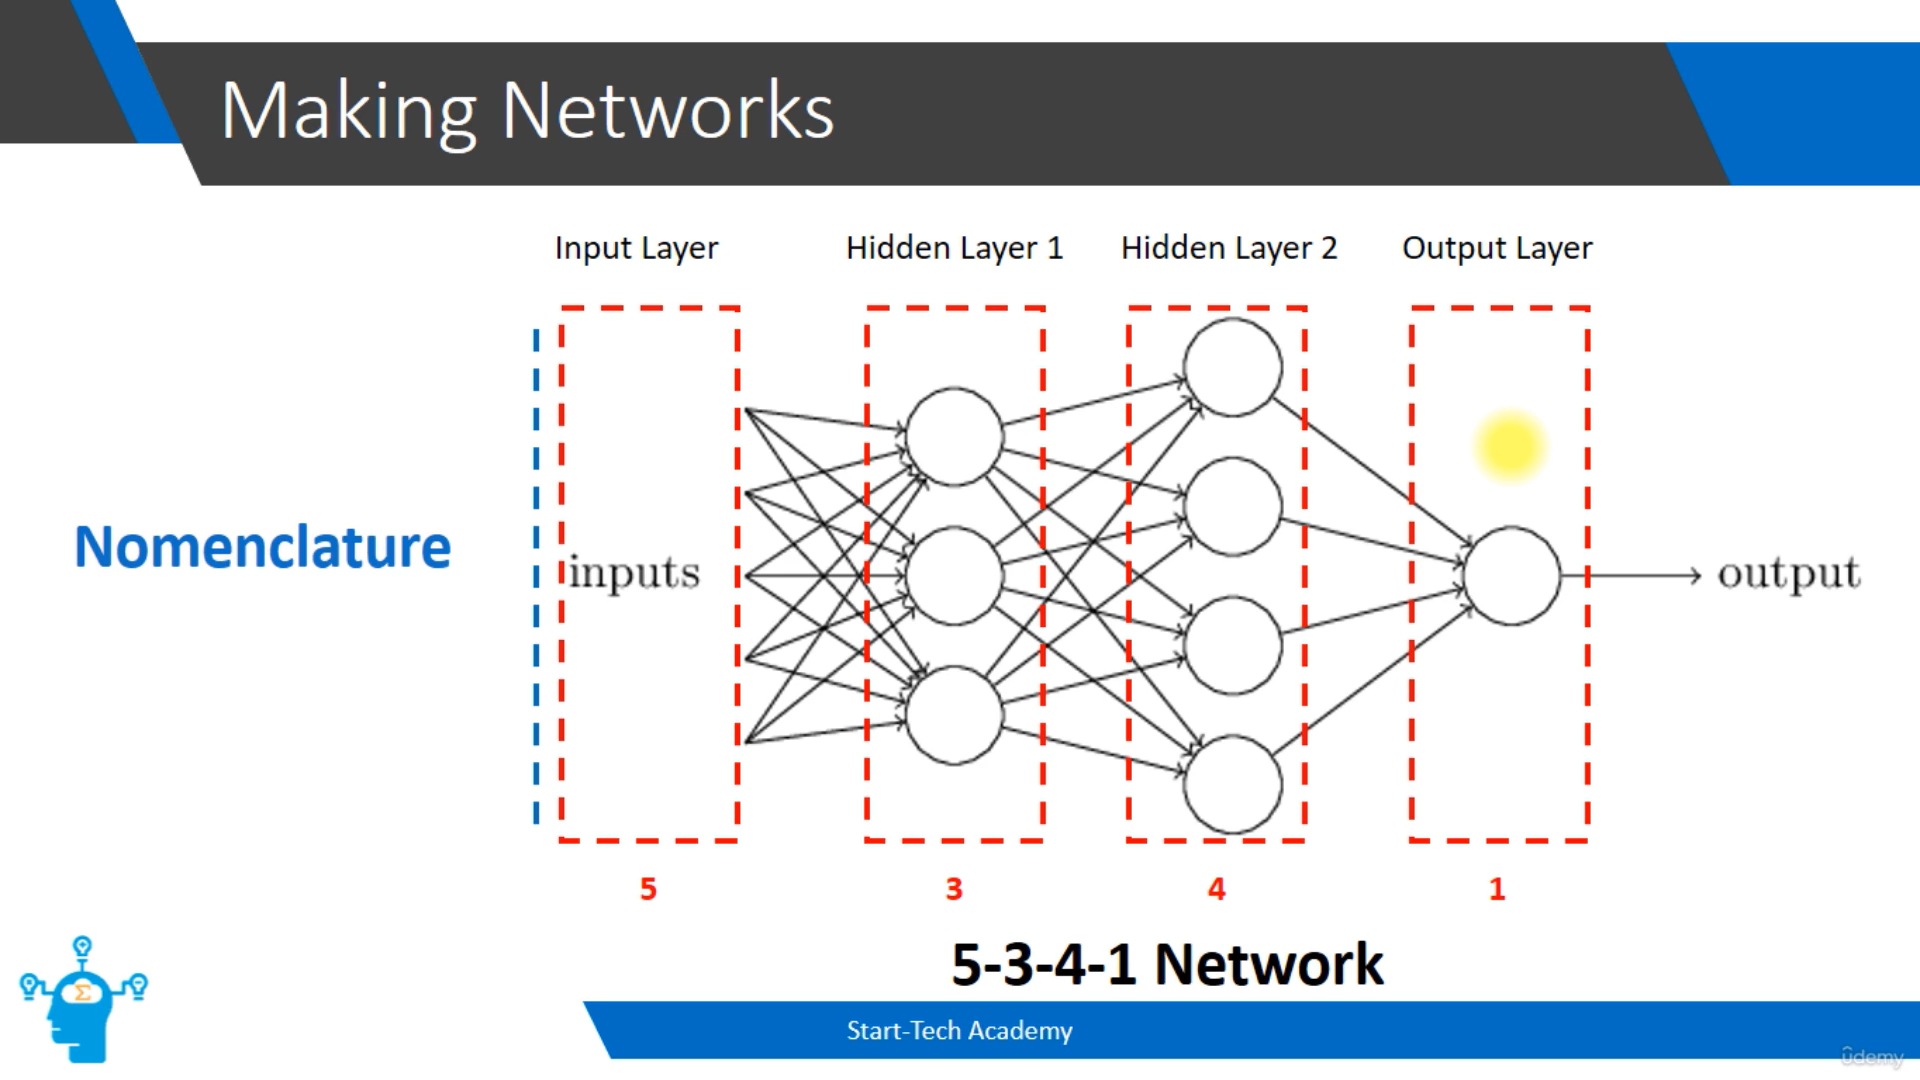 Making Networks
Input Layer
Hidden Layer 1
Hidden Layer 2
Output Layer
Nomenclature
inputs
output
5
3
4
1
5-3-4-1 Network
Σ
Start-Tech Academy
ûdemy